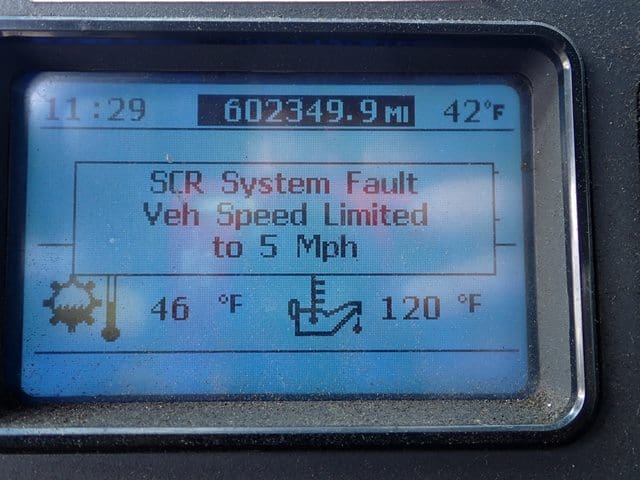 11:29 602349.9 MI 42°F
SCR System Fault
Veh Speed Limited
to 5 Mph
46 °F 120 °F